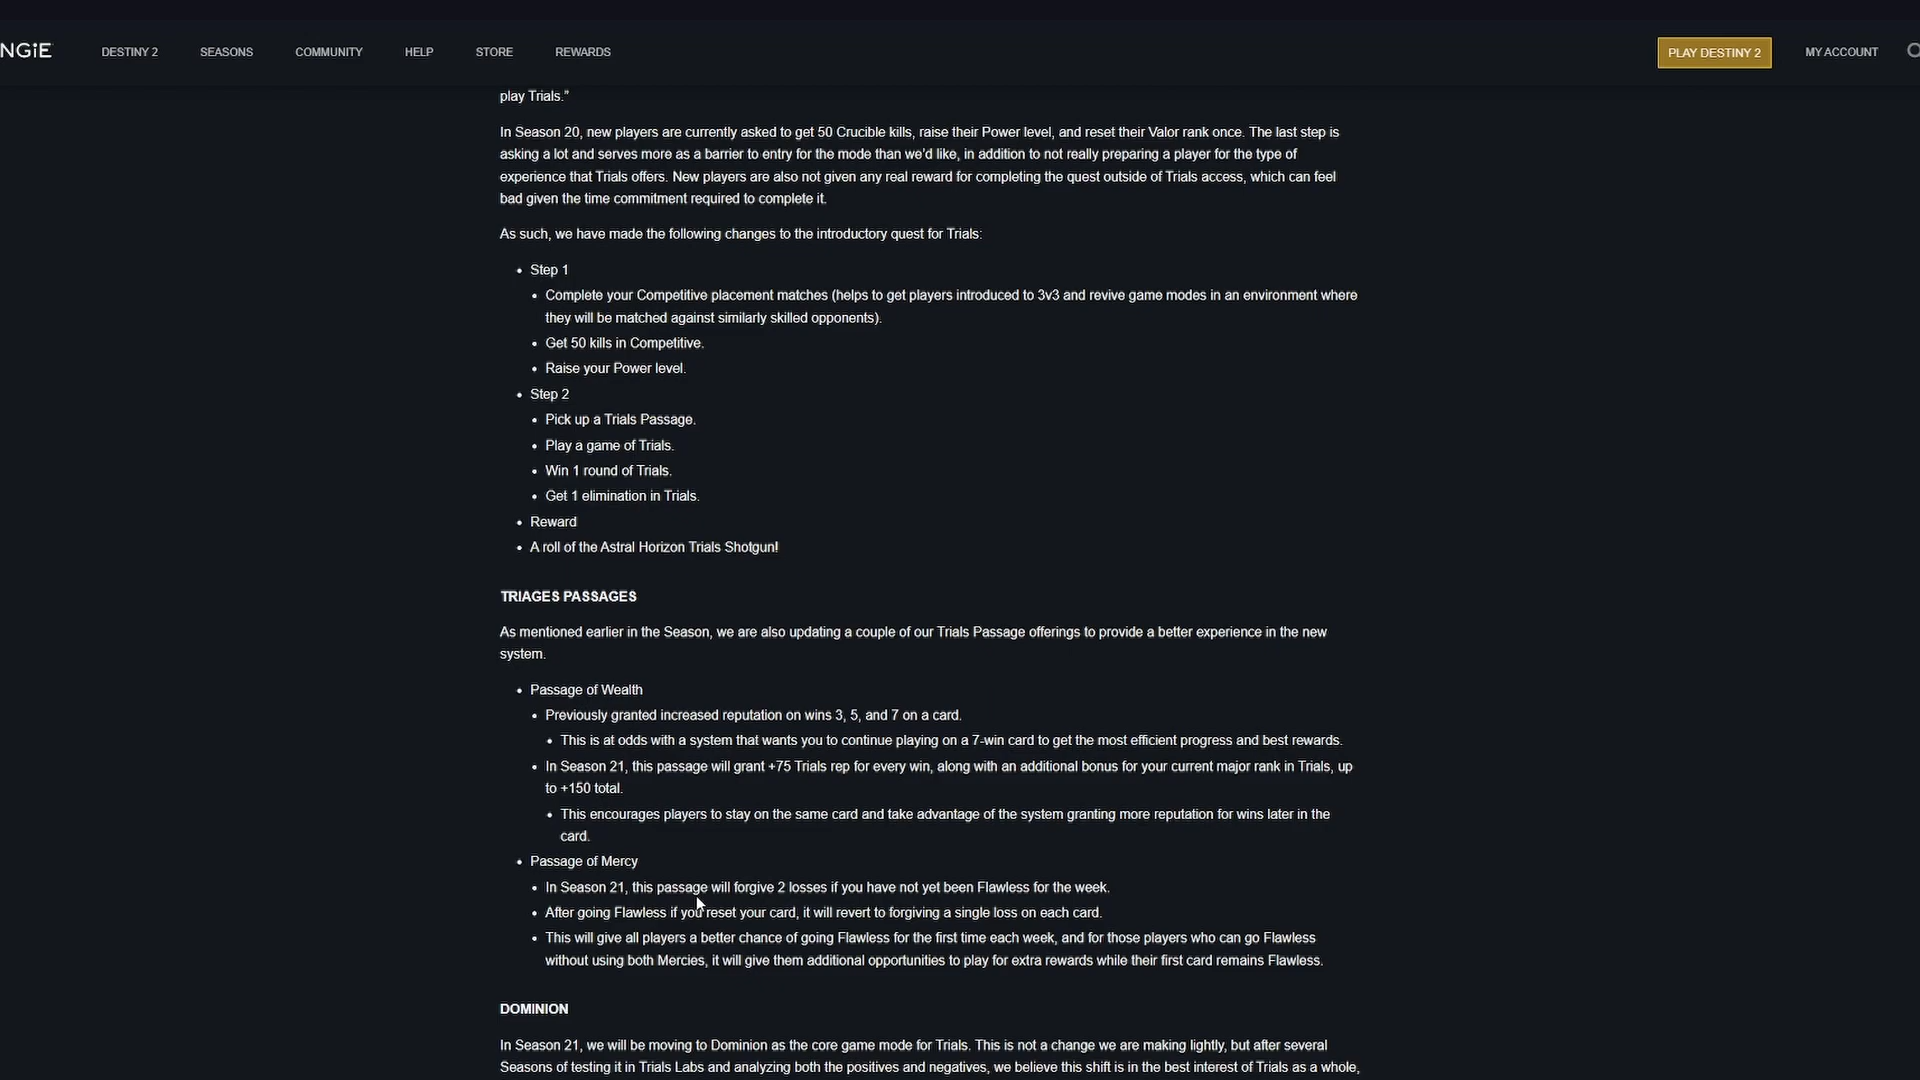 NGiE
DESTINY 2
SEASONS
COMMUNITY
HELP
STORE
REWARDS
PLAY DESTINY 2
MY ACCOUNT
play Trials.”
In Season 20, new players are currently asked to get 50 Crucible kills, raise their Power level, and reset their Valor rank once. The last step is
asking a lot and serves more as a barrier to entry for the mode than we’d like, in addition to not really preparing a player for the type of
experience that Trials offers. New players are also not given any real reward for completing the quest outside of Trials access, which can feel
bad given the time commitment required to complete it.
As such, we have made the following changes to the introductory quest for Trials:
• Step 1
• Complete your Competitive placement matches (helps to get players introduced to 3v3 and revive game modes in an environment where
they will be matched against similarly skilled opponents).
• Get 50 kills in Competitive.
• Raise your Power level.
• Step 2
• Pick up a Trials Passage.
• Play a game of Trials.
• Win 1 round of Trials.
• Get 1 elimination in Trials.
• Reward
• A roll of the Astral Horizon Trials Shotgun!
TRIAGES PASSAGES
As mentioned earlier in the Season, we are also updating a couple of our Trials Passage offerings to provide a better experience in the new
system.
• Passage of Wealth
• Previously granted increased reputation on wins 3, 5, and 7 on a card.
• This is at odds with a system that wants you to continue playing on a 7-win card to get the most efficient progress and best rewards.
• In Season 21, this passage will grant +75 Trials rep for every win, along with an additional bonus for your current major rank in Trials, up
to +150 total.
• This encourages players to stay on the same card and take advantage of the system granting more reputation for wins later in the
card.
• Passage of Mercy
• In Season 21, this passage will forgive 2 losses if you have not yet been Flawless for the week.
• After going Flawless if you reset your card, it will revert to forgiving a single loss on each card.
• This will give all players a better chance of going Flawless for the first time each week, and for those players who can go Flawless
without using both Mercies, it will give them additional opportunities to play for extra rewards while their first card remains Flawless.
DOMINION
In Season 21, we will be moving to Dominion as the core game mode for Trials. This is not a change we are making lightly, but after several
Seasons of testing it in Trials Labs and analyzing both the positives and negatives, we believe this shift is in the best interest of Trials as a whole,